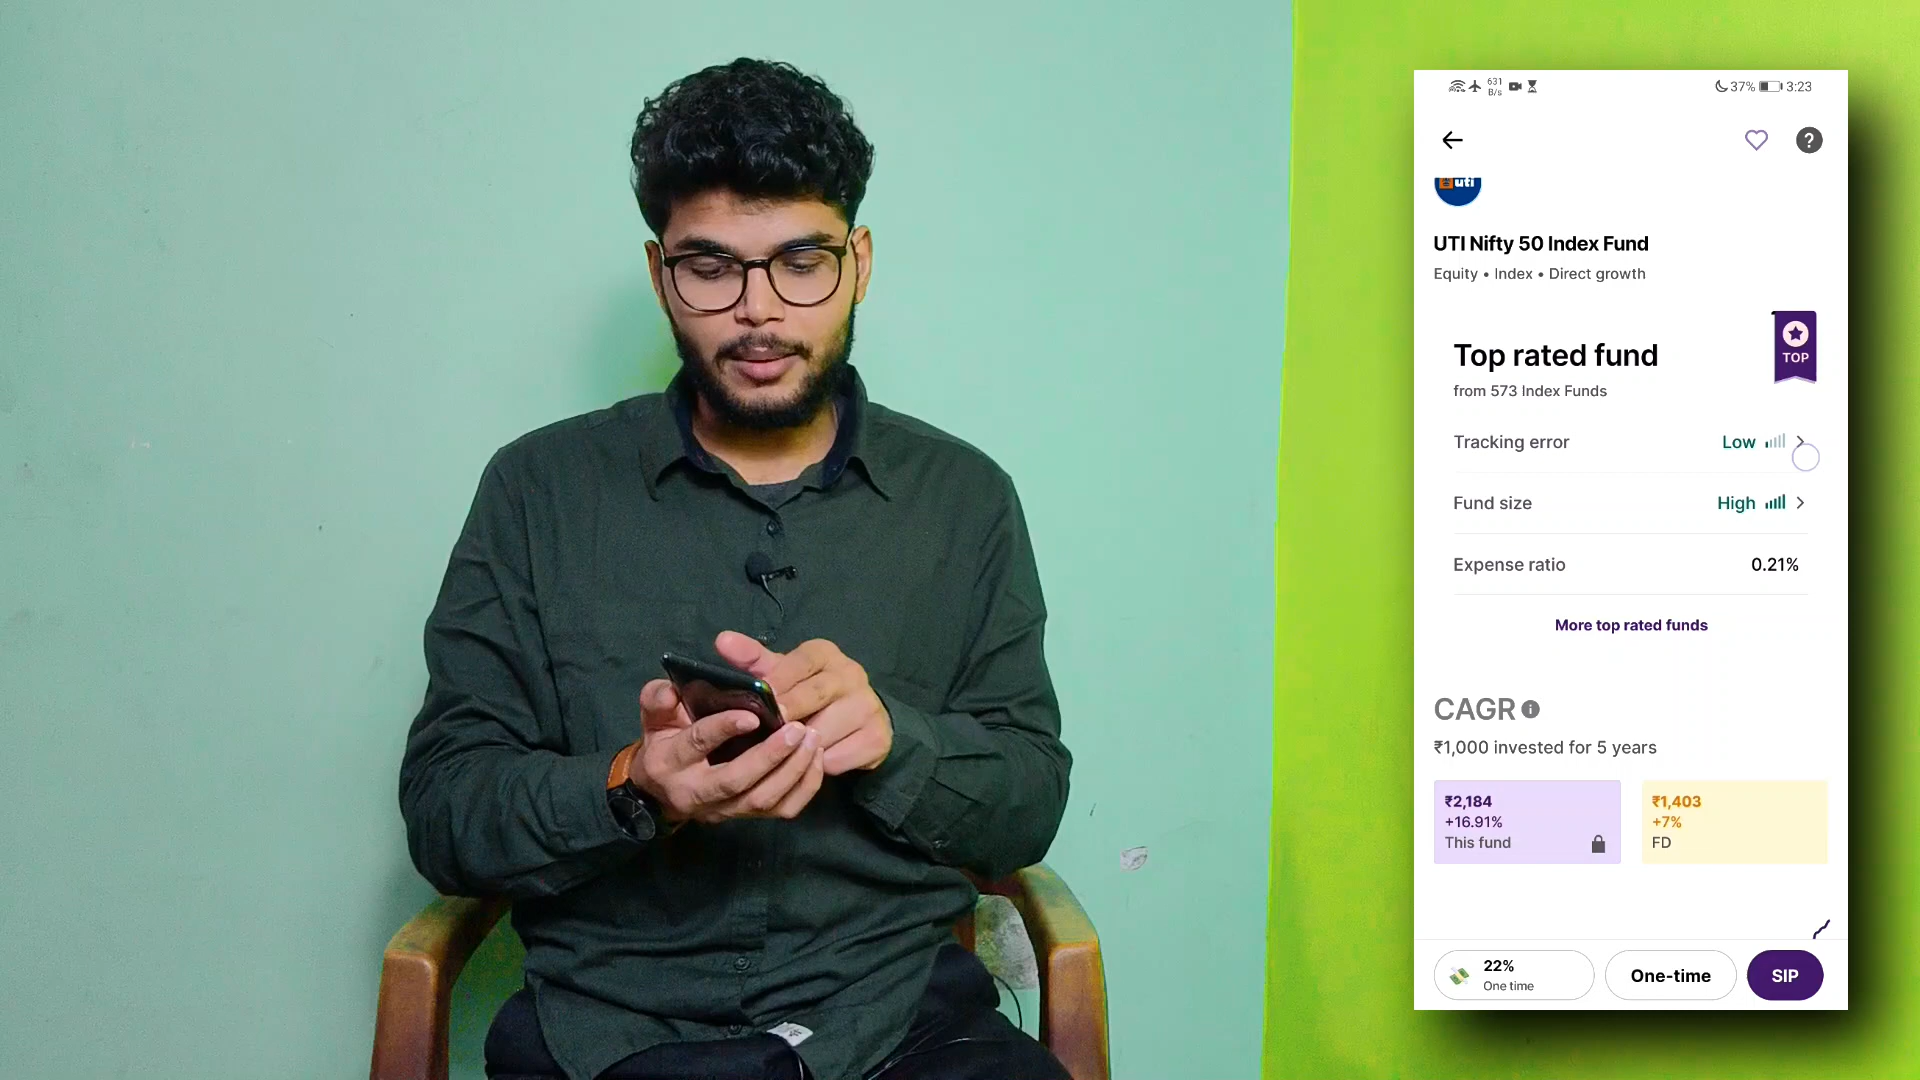 631
B/s
37%
3:23
uti
UTI Nifty 50 Index Fund
Equity • Index • Direct growth
Top rated fund
TOP
from 573 Index Funds
Tracking error
Low
Fund size
High
Expense ratio
0.21%
More top rated funds
CAGR
₹1,000 invested for 5 years
₹2,184
+16.91%
This fund
₹1,403
+7%
FD
22%
One time
One-time
SIP